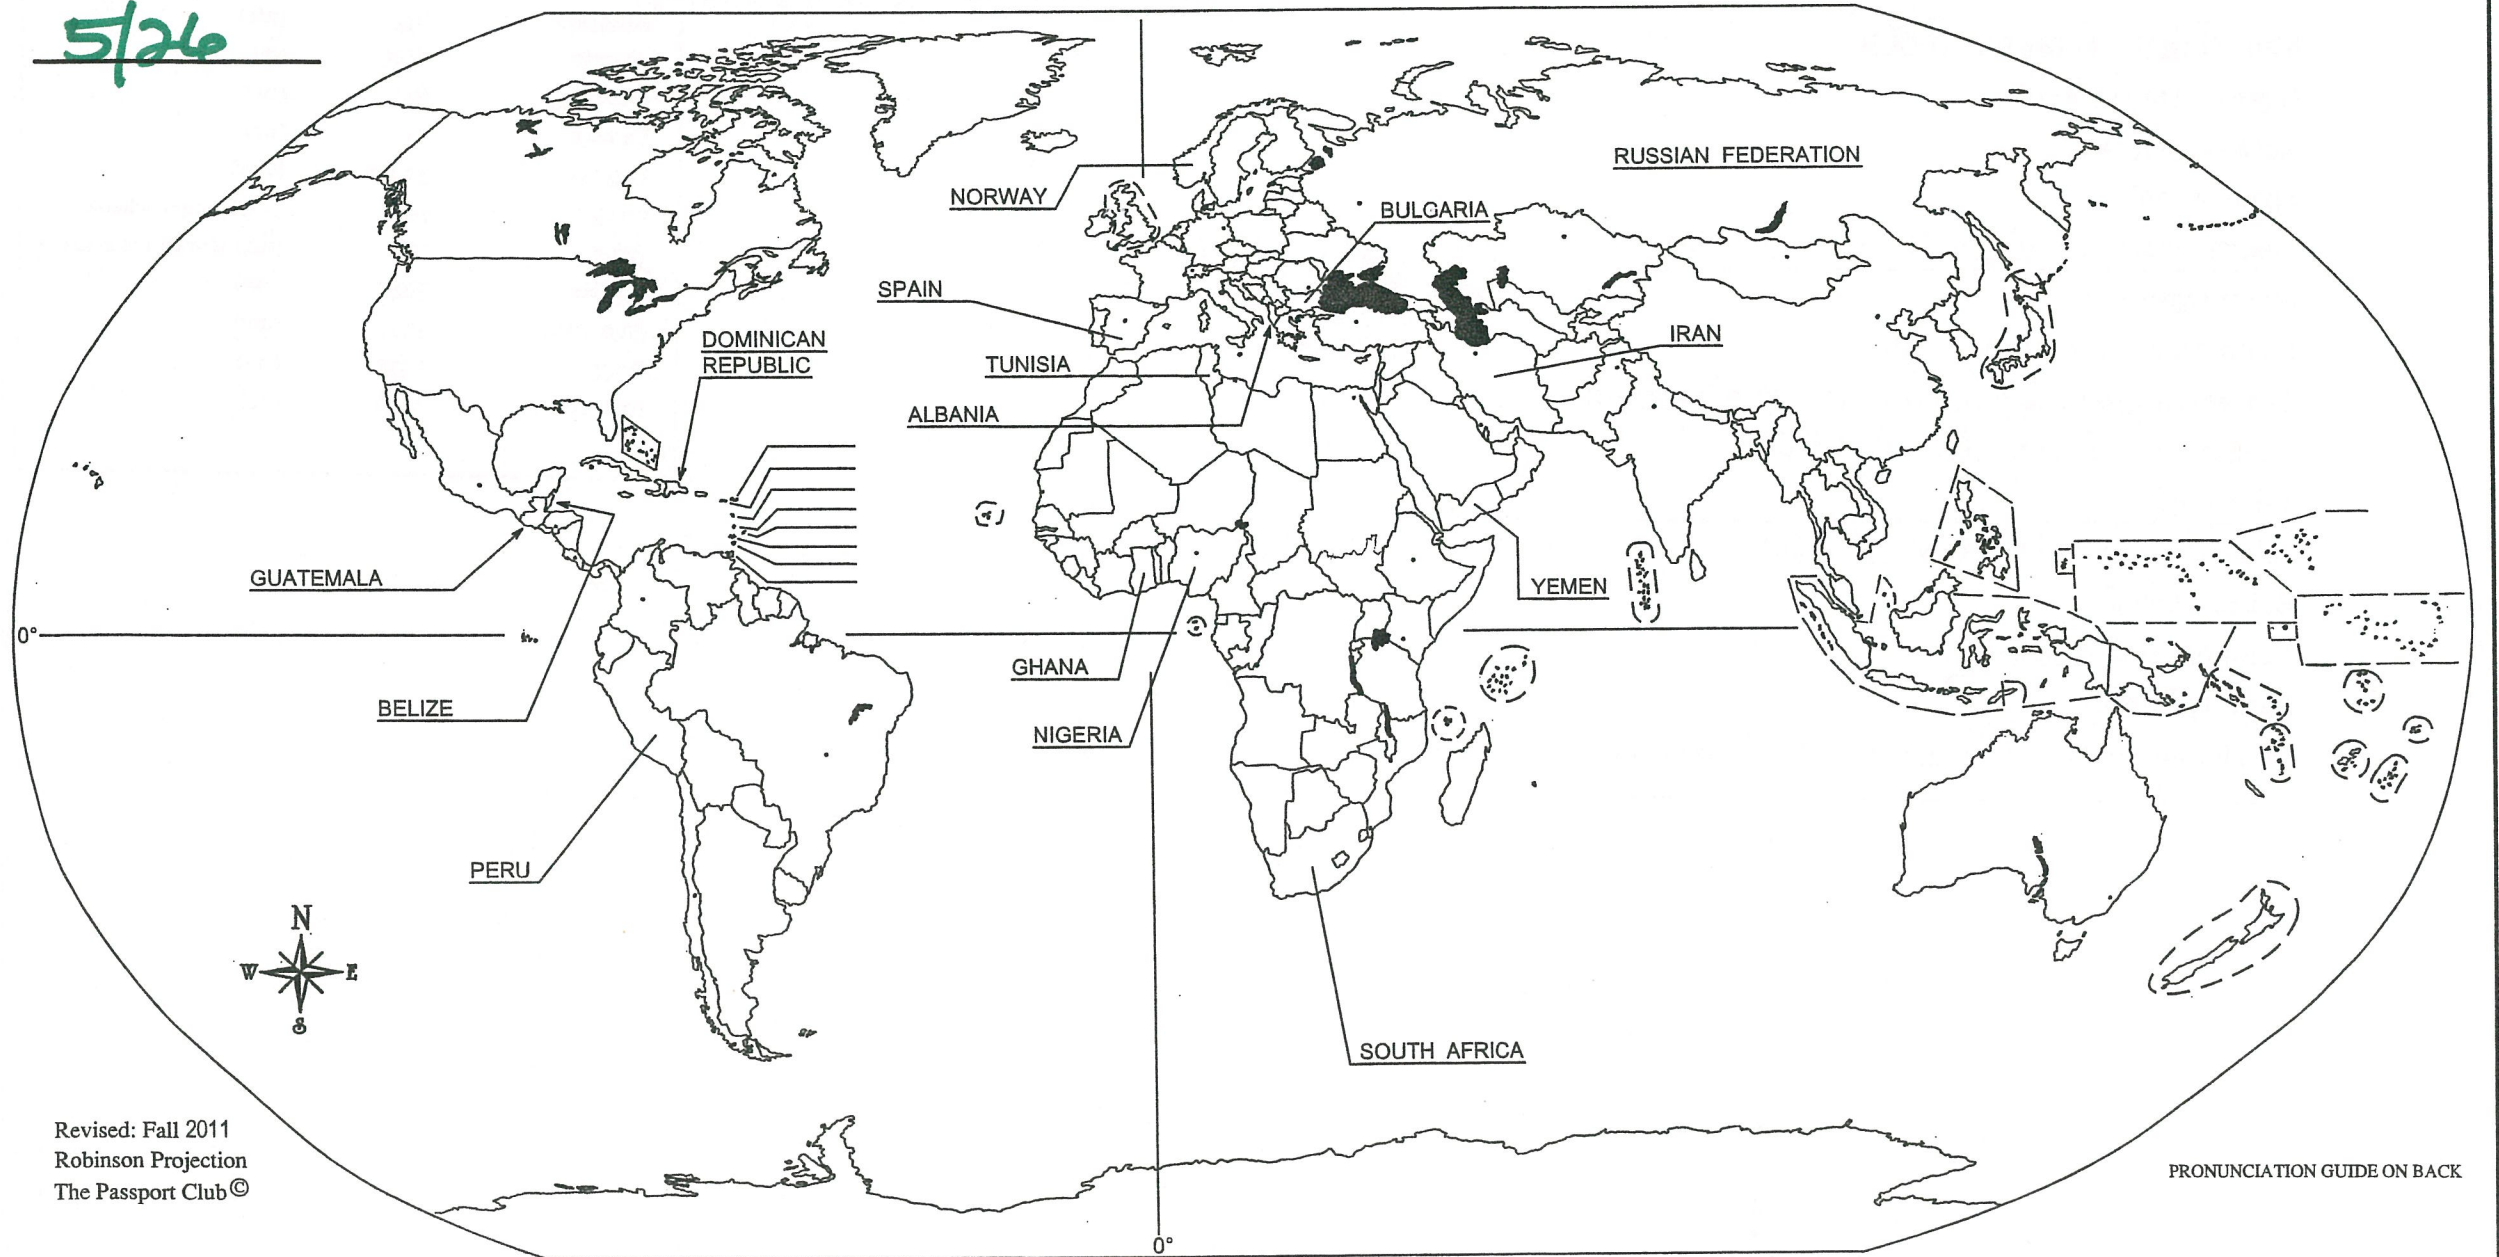 5/26
RUSSIAN FEDERATION
NORWAY
BULGARIA
SPAIN
DOMINICAN
REPUBLIC
IRAN
TUNISIA
ALBANIA
GUATEMALA
YEMEN
0°
GHANA
BELIZE
NIGERIA
PERU
N
W E
S
SOUTH AFRICA
Revised: Fall 2011
Robinson Projection
The Passport Club©
PRONUNCIATION GUIDE ON BACK
0°